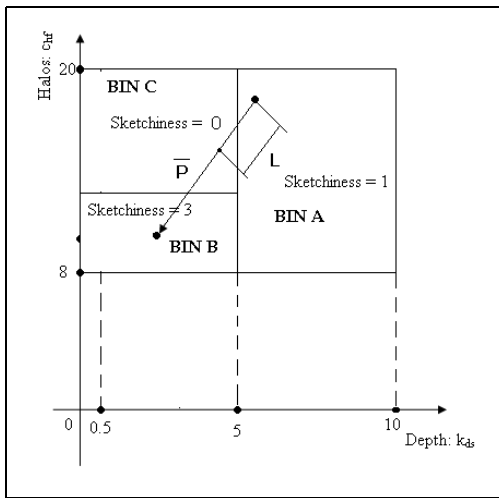 Halos: c_hf
20
BIN C
Sketchiness = 0
P
L
Sketchiness = 1
Sketchiness = 3
BIN A
BIN B
8
0
0.5
5
10
Depth: k_ds